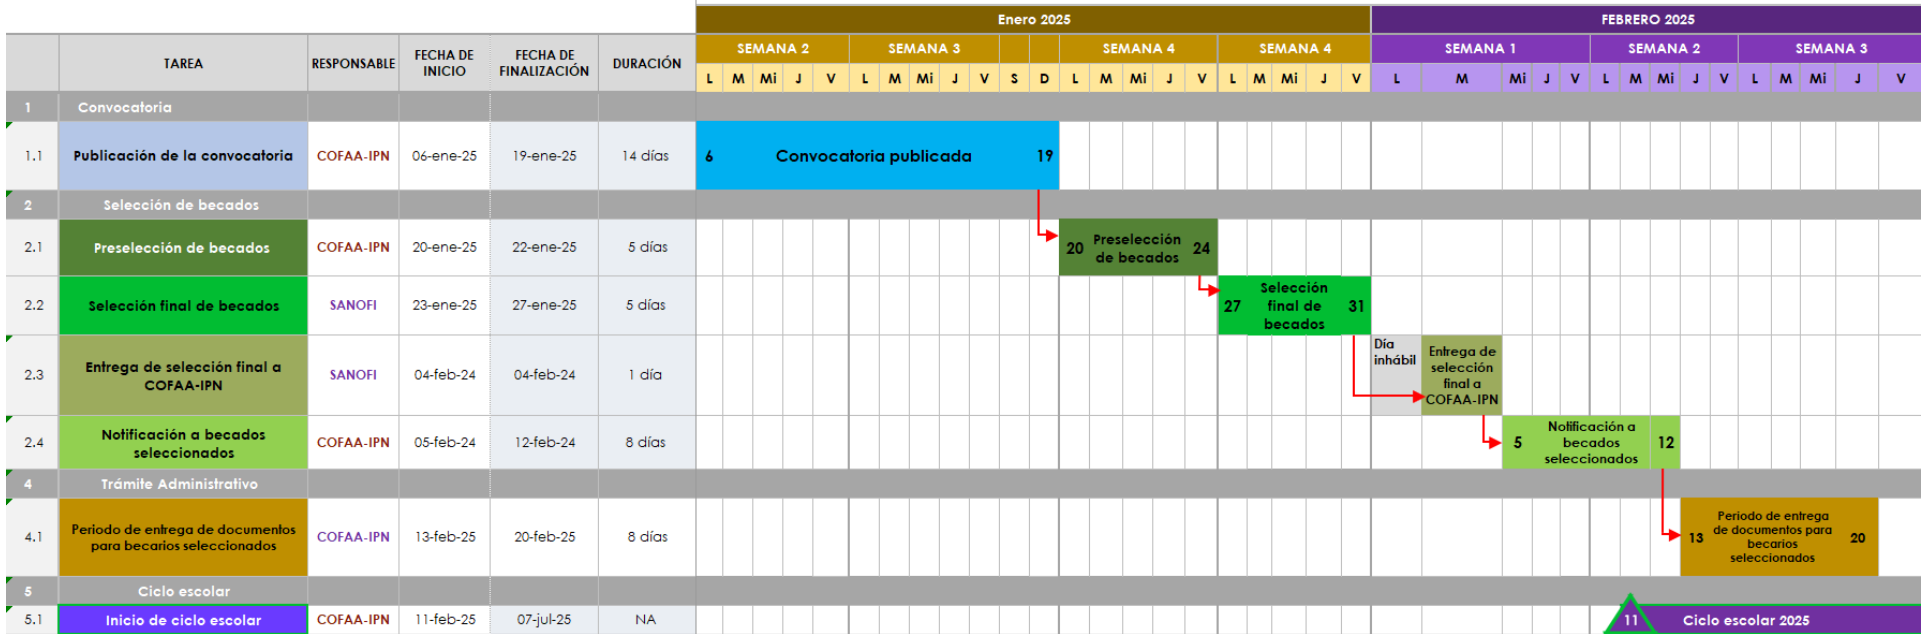 Enero 2025 FEBRERO 2025
TAREA RESPONSABLE FECHA DE INICIO FECHA DE FINALIZACIÓN DURACIÓN SEMANA 2 SEMANA 3 SEMANA 4 SEMANA 4 SEMANA 1 SEMANA 2 SEMANA 3
L M Mi J V L M Mi J V S D L M Mi J V L M Mi J V L M Mi J V L M Mi J V L M Mi J V
1 Convocatoria
1.1 Publicación de la convocatoria COFAA-IPN 06-ene-25 19-ene-25 14 días 6 Convocatoria publicada 19
2 Selección de becados
2.1 Preselección de becados COFAA-IPN 20-ene-25 22-ene-25 5 días 20 Preselección de becados 24
2.2 Selección final de becados SANOFI 23-ene-25 27-ene-25 5 días 27 Selección final de becados 31
2.3 Entrega de selección final a COFAA-IPN SANOFI 04-feb-24 04-feb-24 1 día Día inhábil Entrega de selección final a COFAA-IPN
2.4 Notificación a becados seleccionados COFAA-IPN 05-feb-24 12-feb-24 8 días 5 Notificación a becados seleccionados 12
4 Trámite Administrativo
4.1 Periodo de entrega de documentos para becarios seleccionados COFAA-IPN 13-feb-25 20-feb-25 8 días 13 Periodo de entrega de documentos para becarios seleccionados 20
5 Ciclo escolar
5.1 Inicio de ciclo escolar COFAA-IPN 11-feb-25 07-jul-25 NA 11 Ciclo escolar 2025